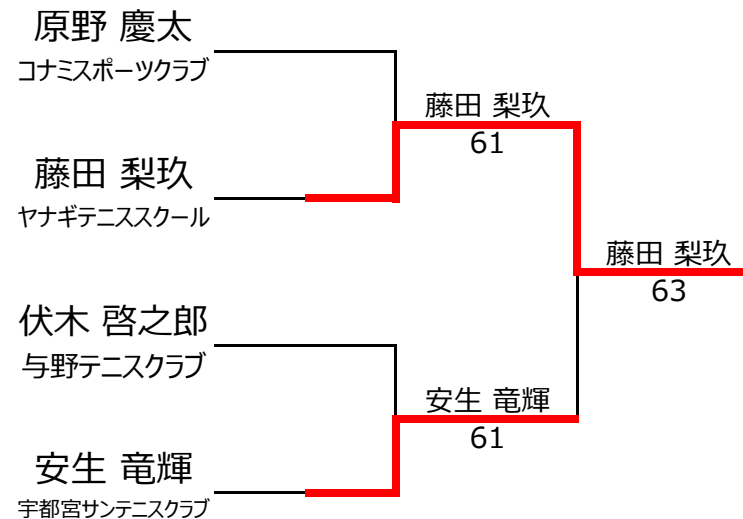 原野 慶太
コナミスポーツクラブ
藤田 梨玖
61
藤田 梨玖
ヤナギテニススクール
藤田 梨玖
63
伏木 啓之郎
与野テニスクラブ
安生 竜輝
61
安生 竜輝
宇都宮サンテニスクラブ